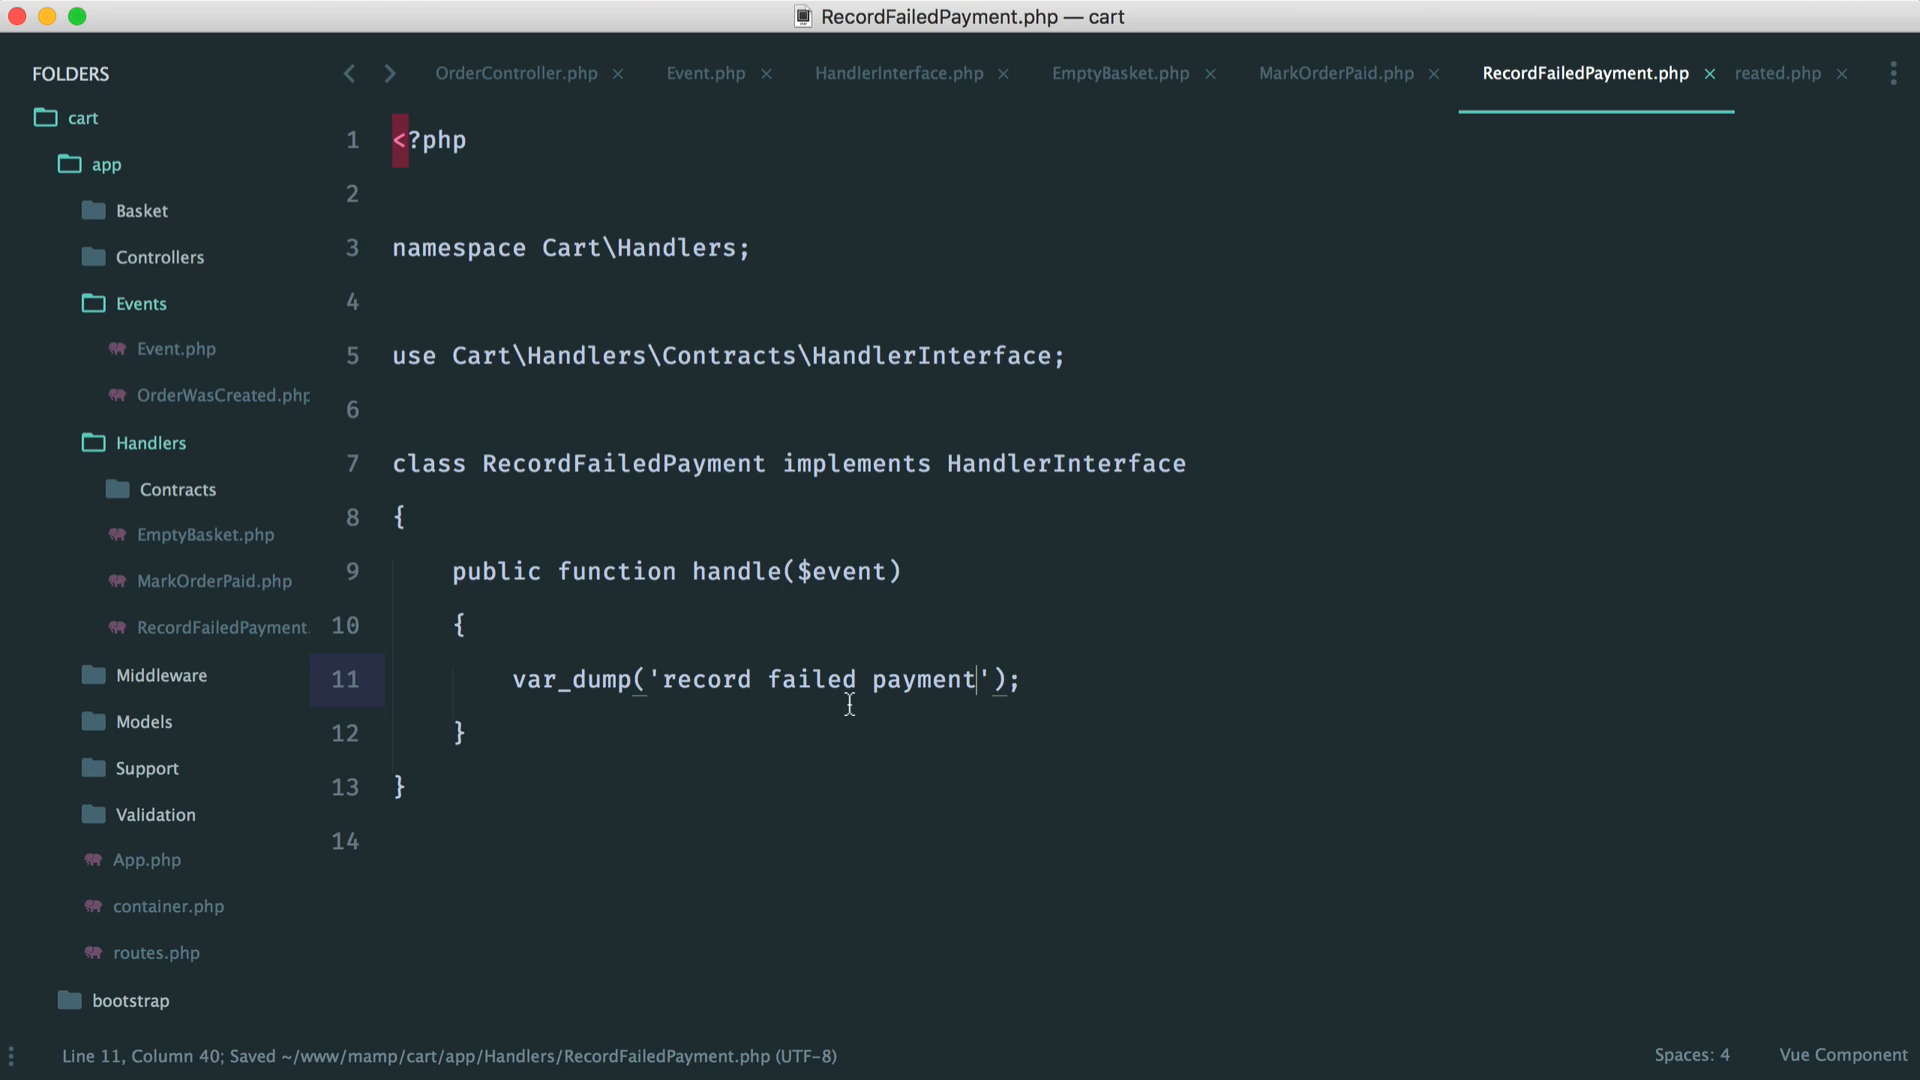 RecordFailedPayment.php — cart
FOLDERS
cart
app
Basket
Controllers
Events
Event.php
OrderWasCreated.php
Handlers
Contracts
EmptyBasket.php
MarkOrderPaid.php
RecordFailedPayment.
Middleware
Models
Support
Validation
App.php
container.php
routes.php
bootstrap
OrderController.php × Event.php × HandlerInterface.php × EmptyBasket.php × MarkOrderPaid.php × RecordFailedPayment.php × reated.php ×
1 <?php
2
3 namespace Cart\Handlers;
4
5 use Cart\Handlers\Contracts\HandlerInterface;
6
7 class RecordFailedPayment implements HandlerInterface
8 {
9 public function handle($event)
10 {
11 var_dump('record failed payment');
12 }
13 }
14
Line 11, Column 40; Saved ~/www/mamp/cart/app/Handlers/RecordFailedPayment.php (UTF-8)
Spaces: 4 Vue Component